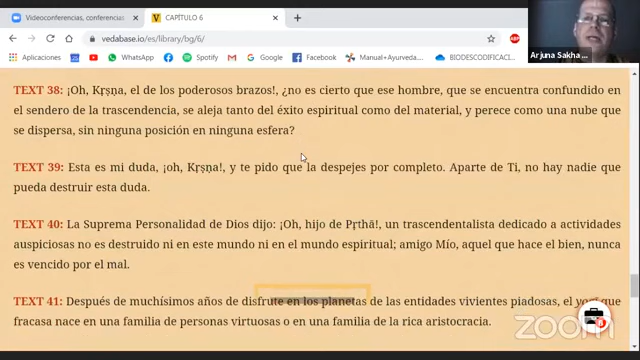 Videoconferencias, conferencias
CAPÍTULO 6
vedabase.io/es/library/bg/6/
ABP
Aplicaciones
YouTube
WhatsApp
Gmail
Google
Facebook
Manual+Ayurveda...
BIODESCODIFICACI...
Arjuna Sakha ...
TEXT 38: ¡Oh, Kṛṣṇa, el de los poderosos brazos!, ¿no es cierto que ese hombre, que se encuentra confundido en
el sendero de la trascendencia, se aleja tanto del éxito espiritual como del material, y perece como una nube que
se dispersa, sin ninguna posición en ninguna esfera?
TEXT 39: Esta es mi duda, ¡oh, Kṛṣṇa!, y te pido que la despejes por completo. Aparte de Ti, no hay nadie que
pueda destruir esta duda.
TEXT 40: La Suprema Personalidad de Dios dijo: ¡Oh, hijo de Pṛthā!, un trascendentalista dedicado a actividades
auspiciosas no es destruido ni en este mundo ni en el mundo espiritual; amigo Mío, aquel que hace el bien, nunca
es vencido por el mal.
TEXT 41: Después de muchísimos años de disfrute en los planetas de las entidades vivientes piadosas, el yogī que
fracasa nace en una familia de personas virtuosas o en una familia de la rica aristocracia.
zoom